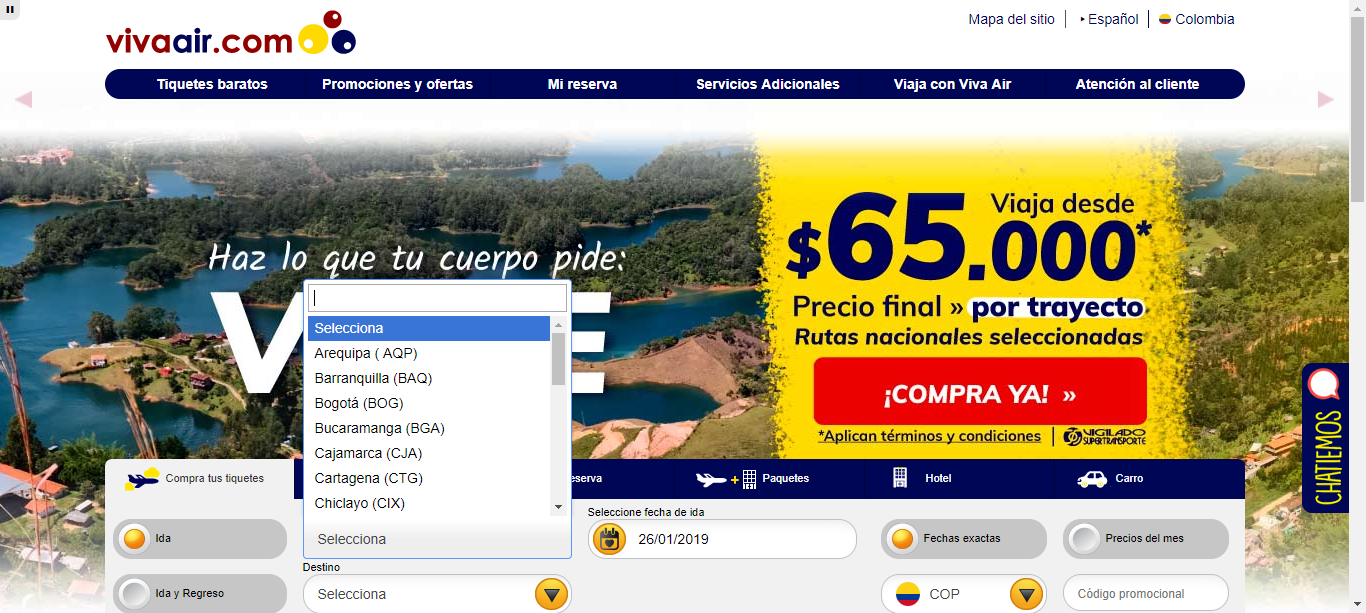 Mapa del sitio
Español
Colombia
vivaair.com
Tiquetes baratos
Promociones y ofertas
Mi reserva
Servicios Adicionales
Viaja con Viva Air
Atención al cliente
Haz lo que tu cuerpo pide:
V E
Viaja desde
$65.000*
Precio final » por trayecto
Rutas nacionales seleccionadas
¡COMPRA YA! »
*Aplican términos y condiciones
VIGILADO
SUPERTRANSPORTE
CHATIEMOS
Selecciona
Arequipa ( AQP)
Barranquilla (BAQ)
Bogotá (BOG)
Bucaramanga (BGA)
Cajamarca (CJA)
Cartagena (CTG)
Chiclayo (CIX)
Selecciona
Compra tus tiquetes
eserva
Paquetes
Hotel
Carro
Ida
Seleccione fecha de ida
26/01/2019
Fechas exactas
Precios del mes
Ida y Regreso
Destino
Selecciona
COP
Código promocional